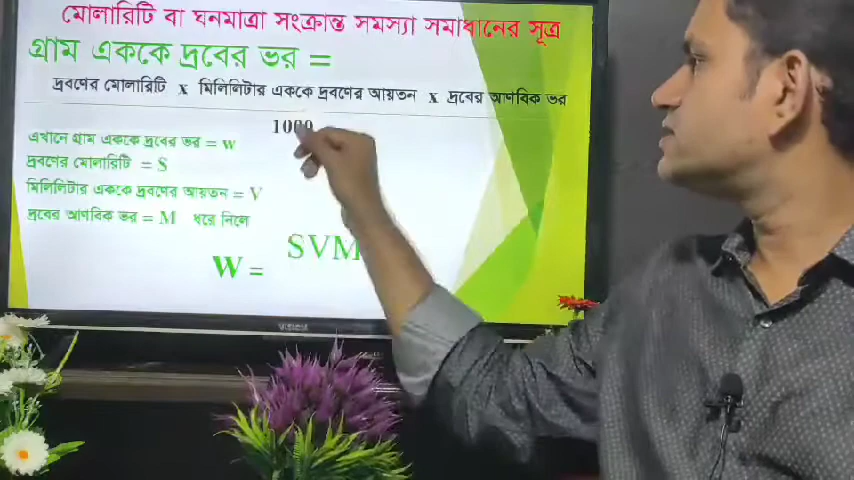 মোলারিটি বা ঘনমাত্রা সংক্রান্ত সমস্যা সমাধানের সূত্র
গ্রাম এককে দ্রবের ভর =
দ্রবণের মোলারিটি x মিলিলিটার এককে দ্রবণের আয়তন x দ্রবের আণবিক ভর
1000
এখানে গ্রাম এককে দ্রবের ভর = w
দ্রবণের মোলারিটি = S
মিলিলিটার এককে দ্রবণের আয়তন = V
দ্রবের আণবিক ভর = M ধরে নিলে
SVM
W =
VISION